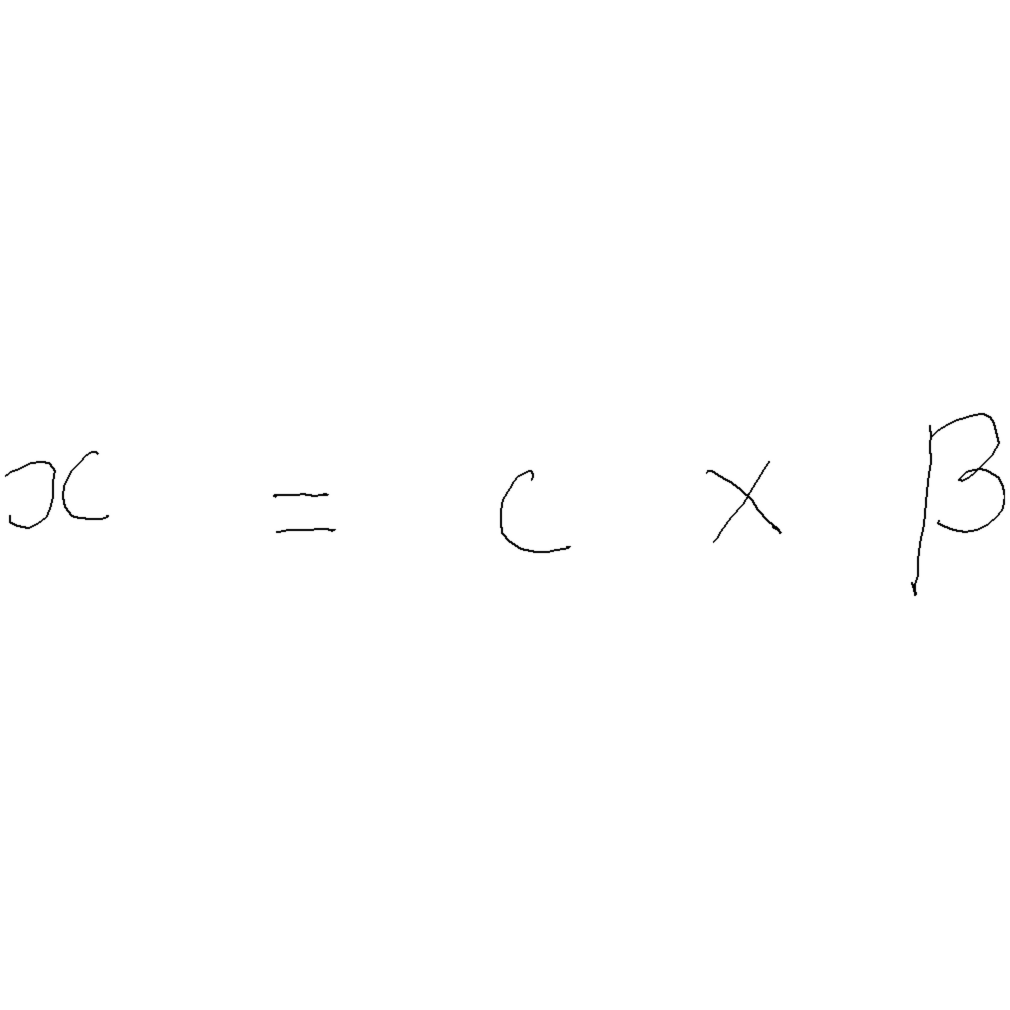 x = c × β